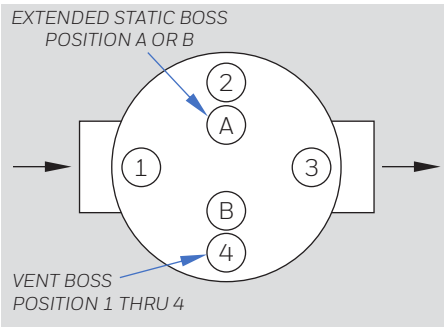 EXTENDED STATIC BOSS
POSITION A OR B
2
A
1
3
B
4
VENT BOSS
POSITION 1 THRU 4